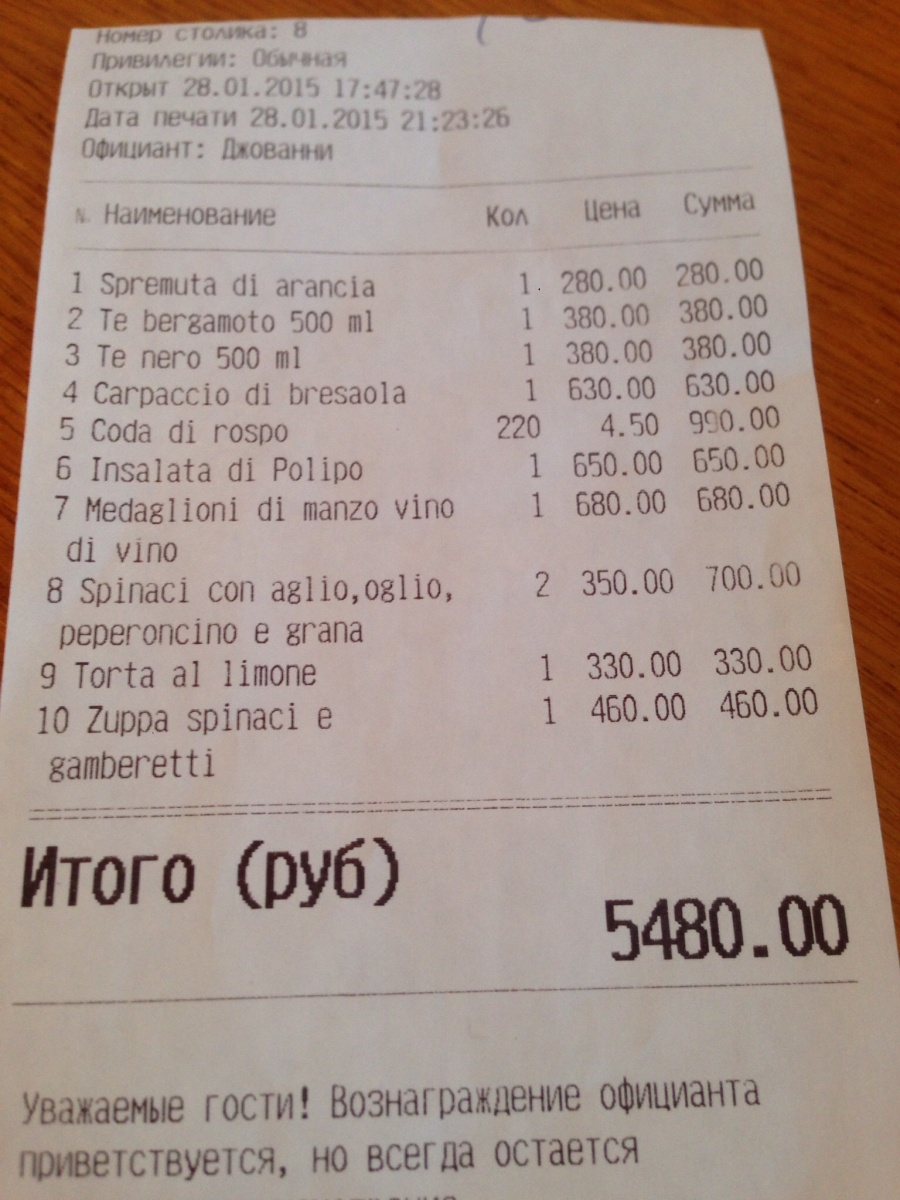 Номер столика: 8
Привилегии: Обычная
Открыт 28.01.2015 17:47:28
Дата печати 28.01.2015 21:23:26
Официант: Джованни
№ Наименование Кол Цена Сумма
1 Spremuta di arancia 1 280.00 280.00
2 Te bergamoto 500 ml 1 380.00 380.00
3 Te nero 500 ml 1 380.00 380.00
4 Carpaccio di bresaola 1 630.00 630.00
5 Coda di rospo 220 4.50 990.00
6 Insalata di Polipo 1 650.00 650.00
7 Medaglioni di manzo vino 1 680.00 680.00
di vino
8 Spinaci con aglio,oglio, 2 350.00 700.00
peperoncino e grana
9 Torta al limone 1 330.00 330.00
10 Zuppa spinaci e 1 460.00 460.00
gamberetti
Итого (руб)
5480.00
Уважаемые гости! Вознаграждение официанта
приветствуется, но всегда остается